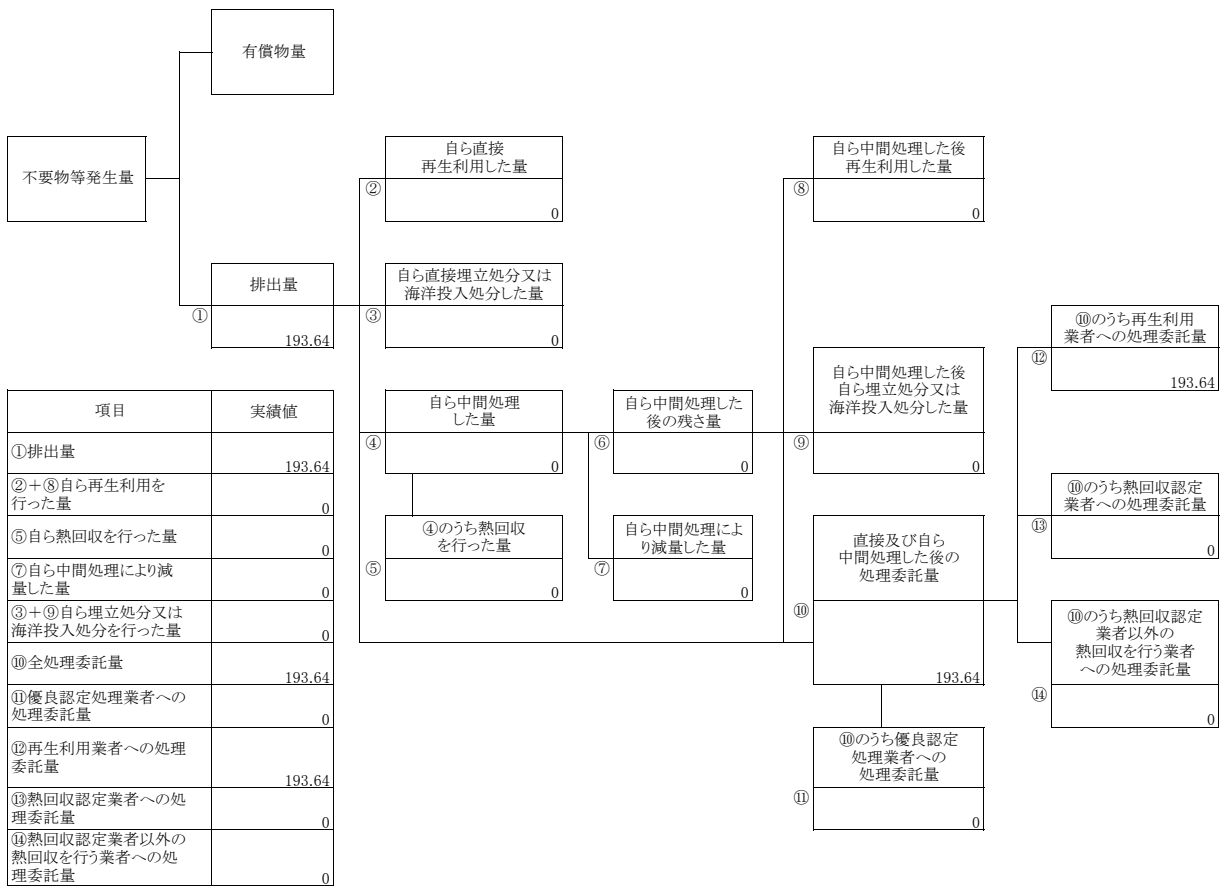 有償物量
不要物等発生量
自ら直接
再生利用した量
②
0
自ら中間処理した後
再生利用した量
⑧
0
排出量
①
193.64
自ら直接埋立処分又は
海洋投入処分した量
③
0
⑩のうち再生利用
業者への処理委託量
⑫
193.64
自ら中間処理
した量
④
0
自ら中間処理した
後の残さ量
⑥
0
自ら中間処理した後
自ら埋立処分又は
海洋投入処分した量
⑨
0
⑩のうち熱回収認定
業者への処理委託量
⑬
0
④のうち熱回収
を行った量
⑤
0
自ら中間処理によ
り減量した量
⑦
0
直接及び自ら
中間処理した後の
処理委託量
⑩
193.64
⑩のうち熱回収認定
業者以外の
熱回収を行う業者
への処理委託量
⑭
0
⑩のうち優良認定
処理業者への
処理委託量
⑪
0
項目 実績値
①排出量
193.64
②+⑧自ら再生利用を
行った量
0
⑤自ら熱回収を行った量
0
⑦自ら中間処理により減
量した量
0
③+⑨自ら埋立処分又は
海洋投入処分を行った量
0
⑩全処理委託量
193.64
⑪優良認定処理業者への
処理委託量
0
⑫再生利用業者への処理
委託量
193.64
⑬熱回収認定業者への処
理委託量
0
⑭熱回収認定業者以外の
熱回収を行う業者への処
理委託量
0